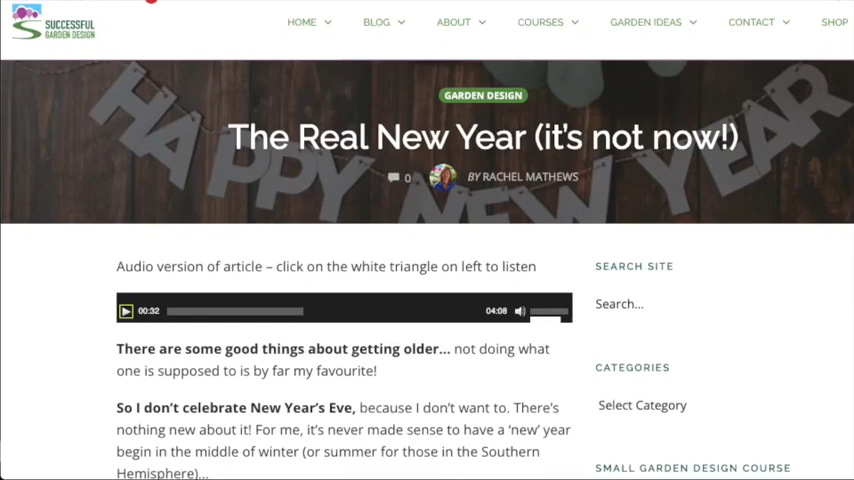 SUCCESSFUL
GARDEN DESIGN
HOME
BLOG
ABOUT
COURSES
GARDEN IDEAS
CONTACT
SHOP
HAPPY NEW YEAR
GARDEN DESIGN
The Real New Year (it's not now!)
0
BY RACHEL MATHEWS
Audio version of article – click on the white triangle on left to listen
00:32
04:08
There are some good things about getting older... not doing what
one is supposed to is by far my favourite!
So I don't celebrate New Year's Eve, because I don't want to. There's
nothing new about it! For me, it's never made sense to have a 'new' year
begin in the middle of winter (or summer for those in the Southern
Hemisphere)...
SEARCH SITE
Search...
CATEGORIES
Select Category
SMALL GARDEN DESIGN COURSE